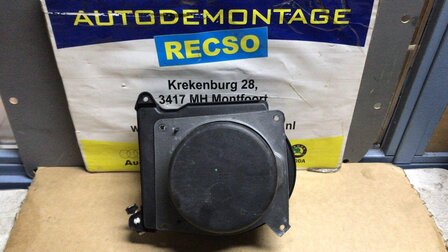 AUTODEMONTAGE
RECSO
Krekenburg 28,
3417 MH Montfoort